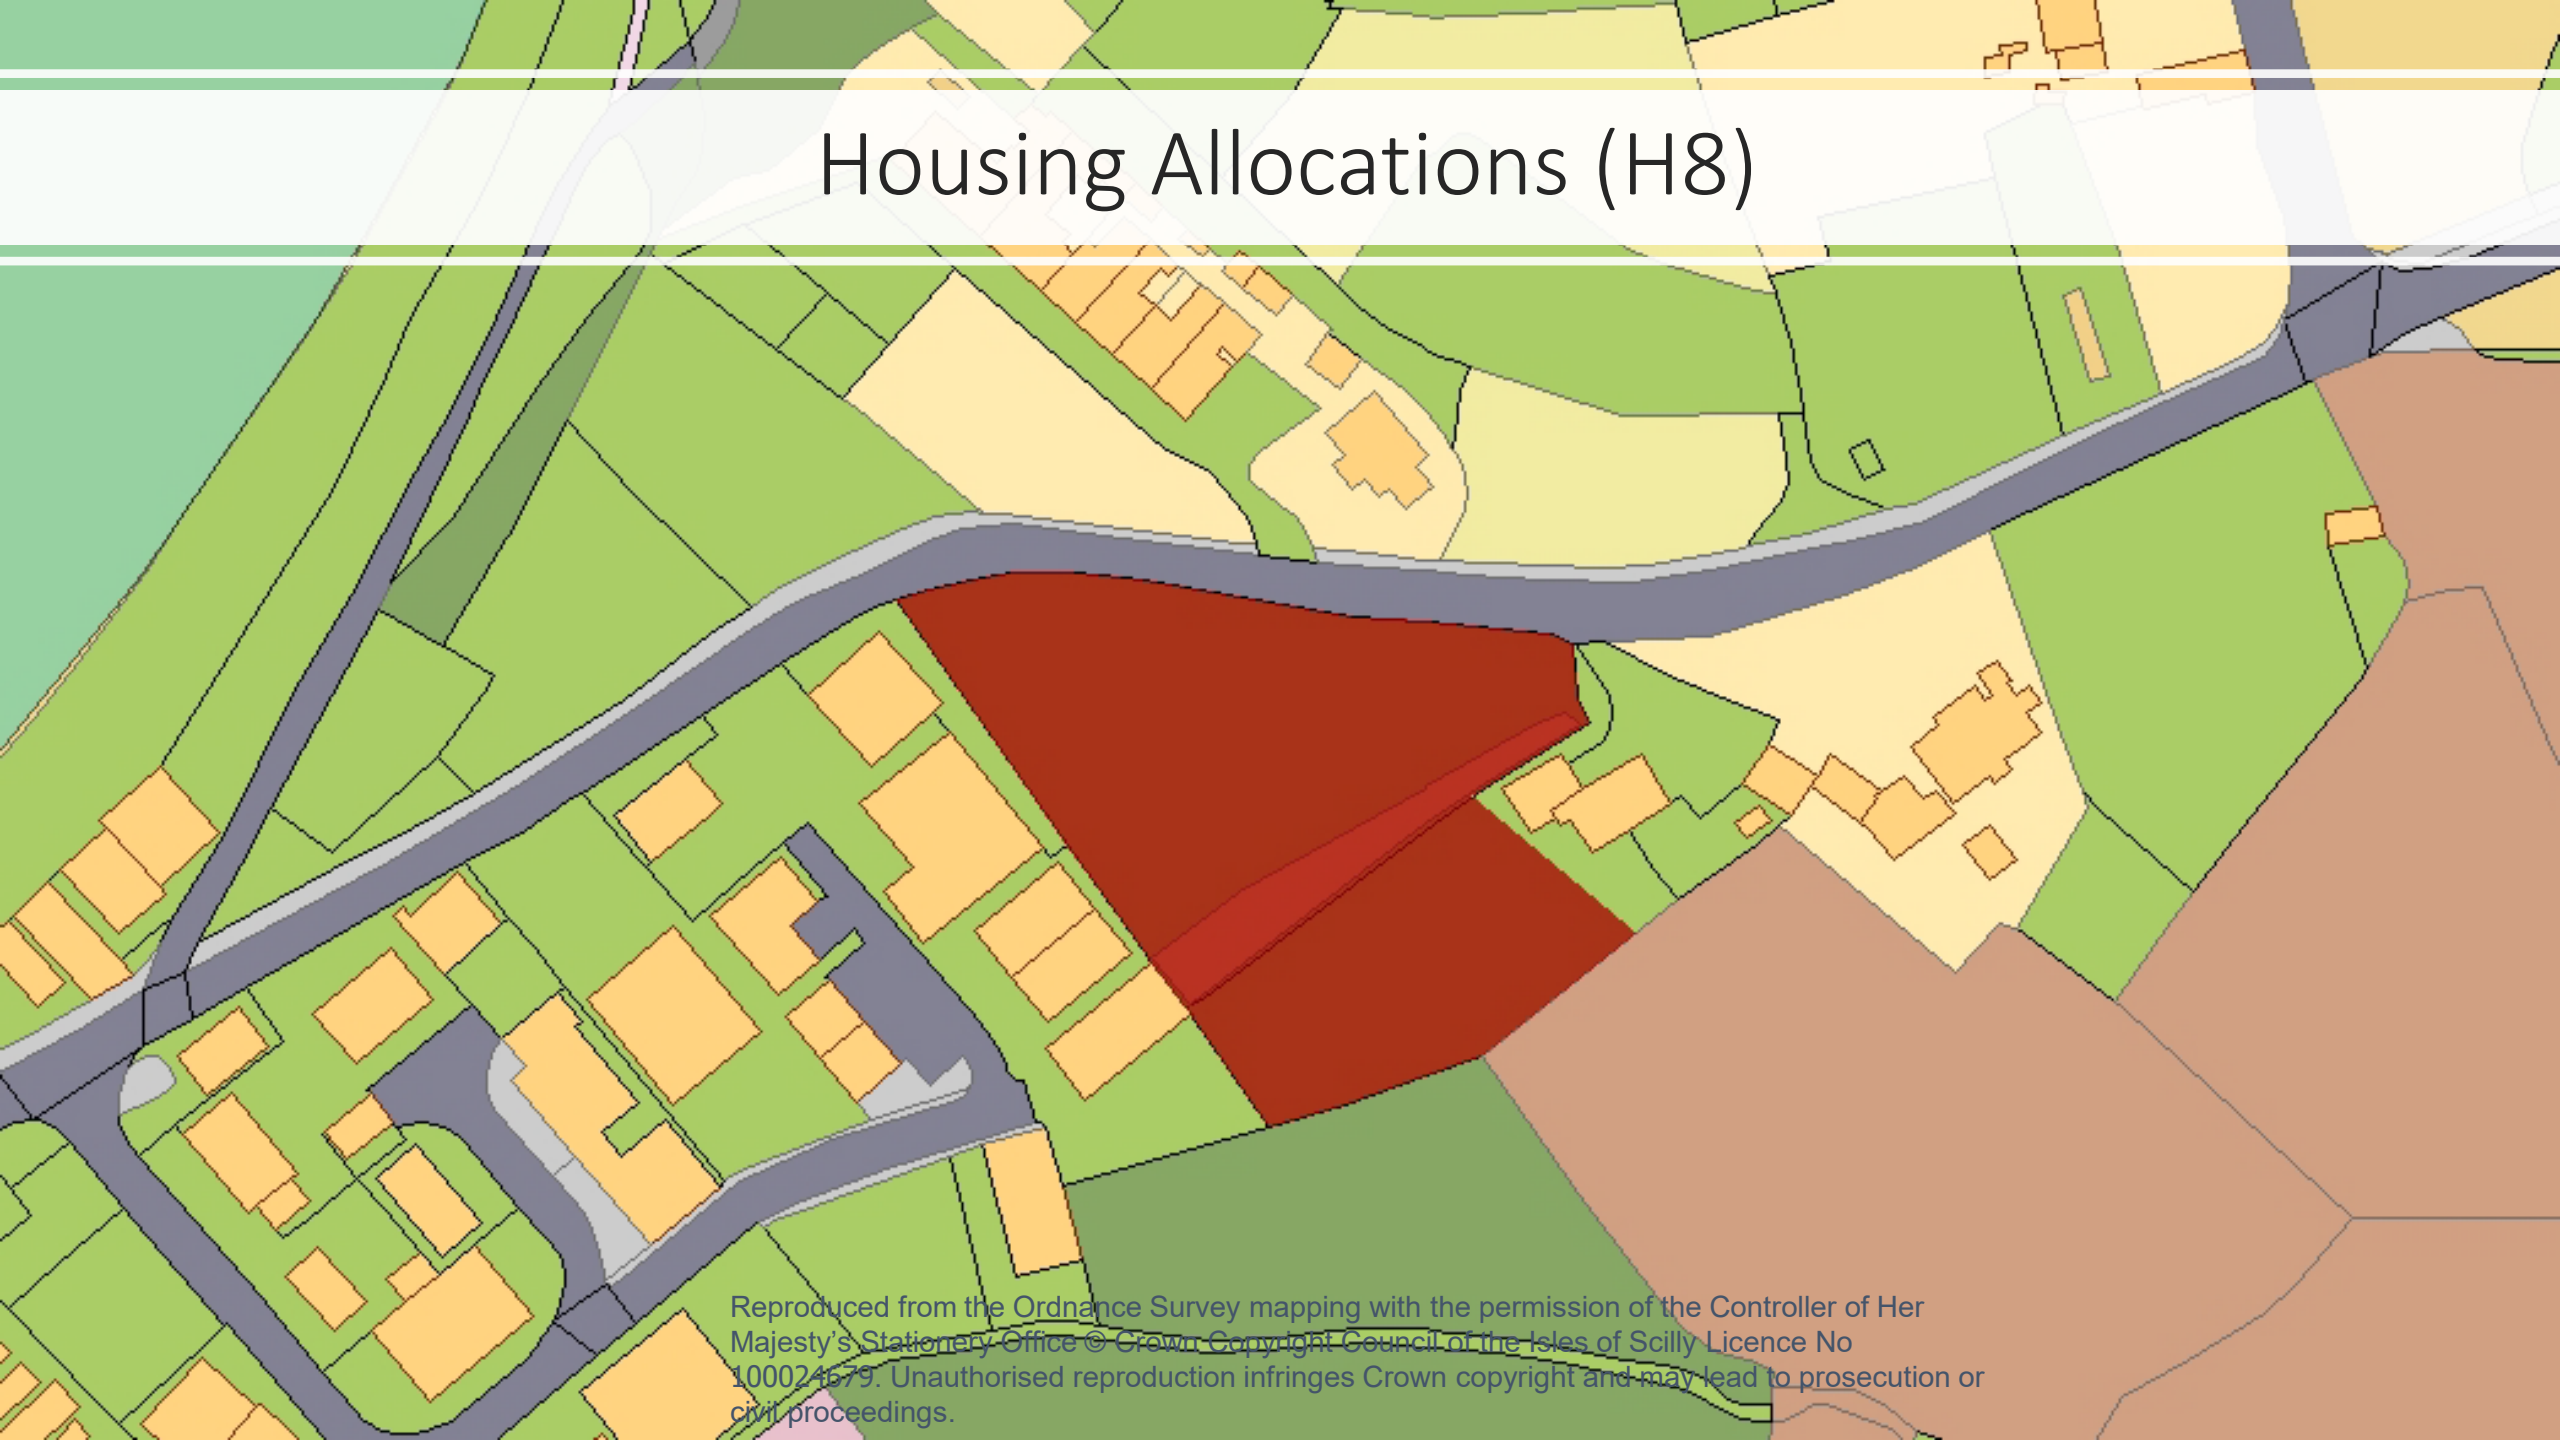 Housing Allocations (H8)
Reproduced from the Ordnance Survey mapping with the permission of the Controller of Her
Majesty’s Stationery Office © Crown Copyright Council of the Isles of Scilly Licence No
100024679. Unauthorised reproduction infringes Crown copyright and may lead to prosecution or
civil proceedings.